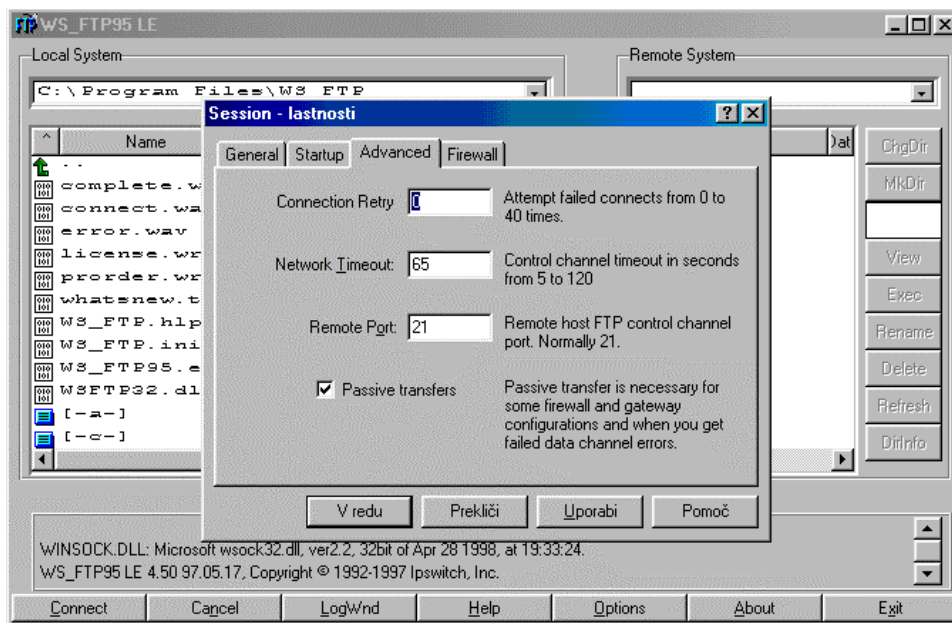 WS_FTP95 LE
Local System
Remote System
C:\Program Files\WS_FTP
Session - lastnosti
^ Name
Dat
ChgDir
General Startup Advanced Firewall
..
complete.w
MkDir
Connection Retry 0 Attempt failed connects from 0 to
40 times.
connect.wa
error.wav
license.wr
View
Network Timeout: 65 Control channel timeout in seconds
from 5 to 120
prorder.wr
Exec
whatsnew.t
WS_FTP.hlp
Remote Port: 21 Remote host FTP control channel
port. Normally 21.
Rename
WS_FTP.ini
WS_FTP95.e
Delete
WSFTP32.dl
Passive transfers Passive transfer is necessary for
some firewall and gateway
configurations and when you get
failed data channel errors.
[-a-]
Refresh
[-c-]
DirInfo
V redu Prekliči Uporabi Pomoč
WINSOCK.DLL: Microsoft wsock32.dll, ver2.2, 32bit of Apr 28 1998, at 19:33:24.
WS_FTP95 LE 4.50 97.05.17, Copyright © 1992-1997 Ipswitch, Inc.
Connect Cancel LogWnd Help Options About Exit